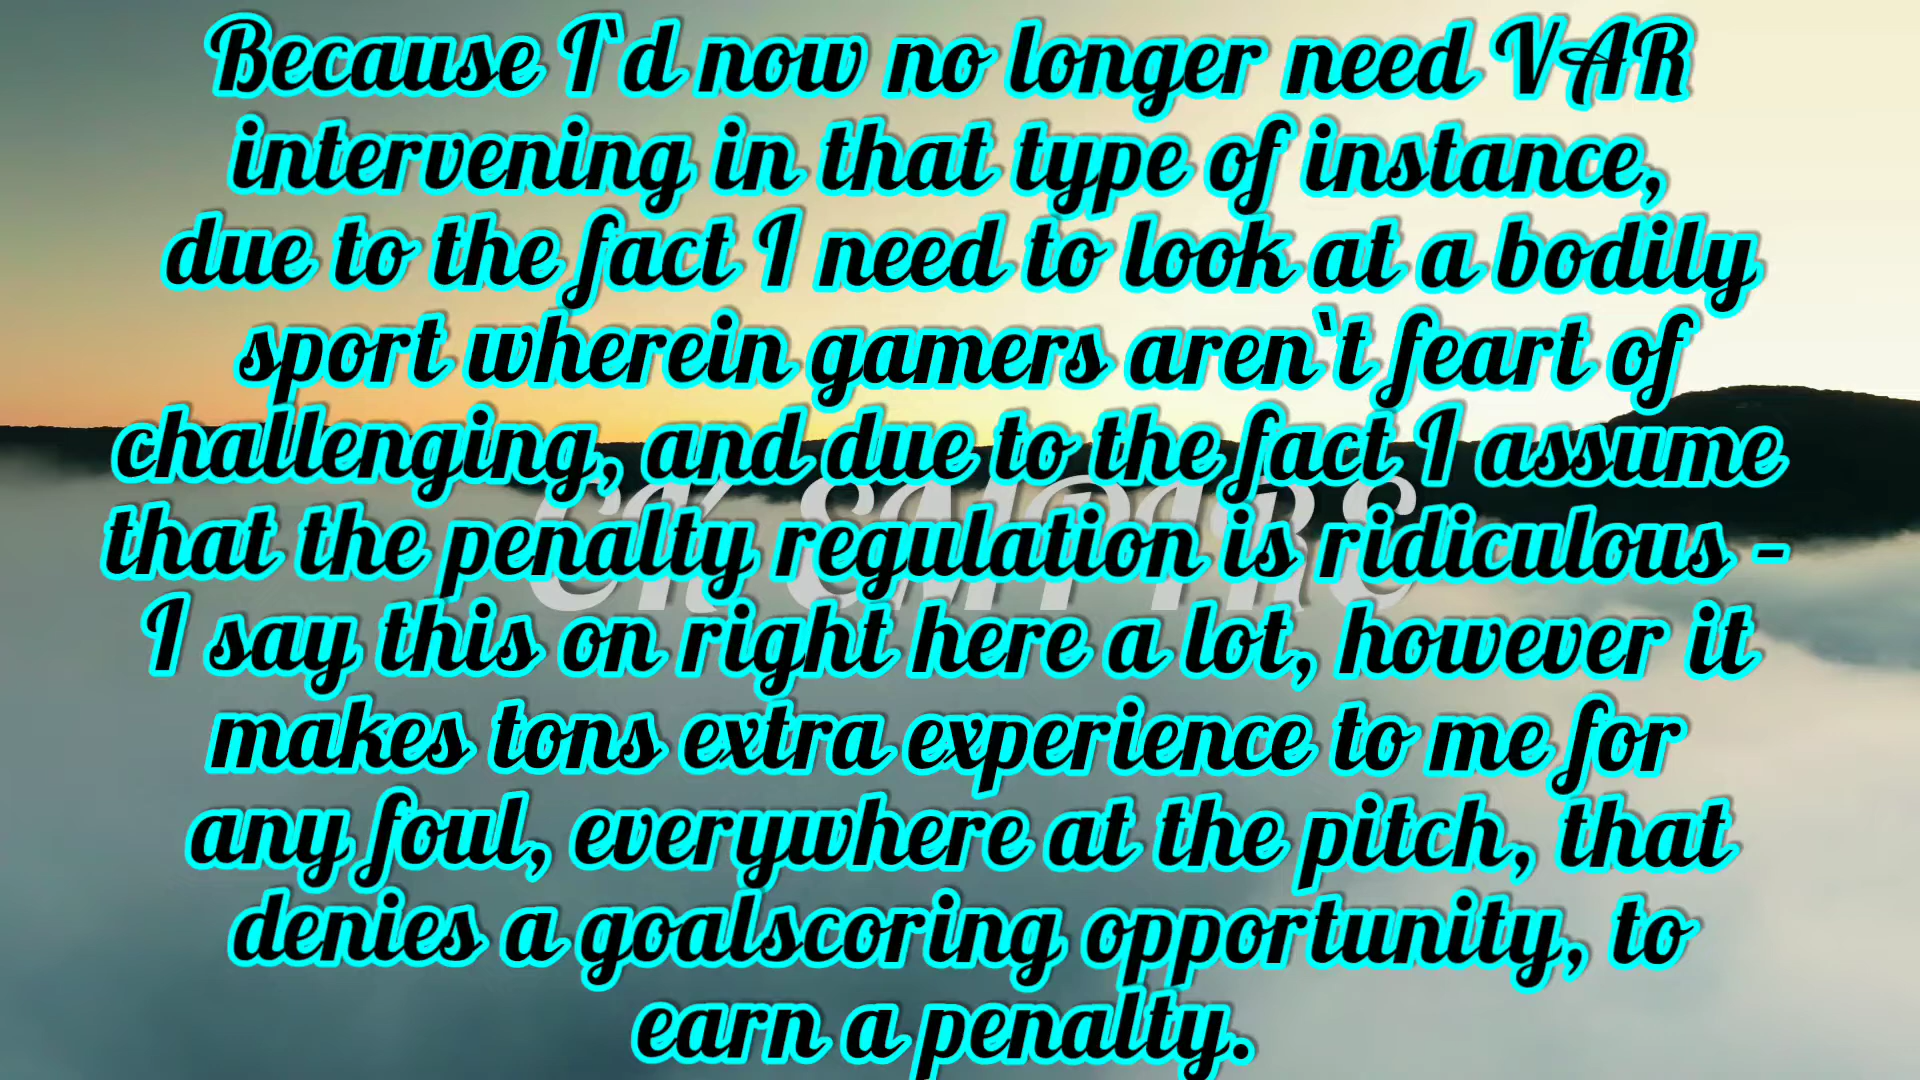 Because I`d now no longer need VAR
intervening in that type of instance,
due to the fact I need to look at a bodily
sport wherein gamers aren`t feart of
challenging, and due to the fact I assume
that the penalty regulation is ridiculous –
I say this on right here a lot, however it
makes tons extra experience to me for
any foul, everywhere at the pitch, that
denies a goalscoring opportunity, to
earn a penalty.
CK EMPIRE